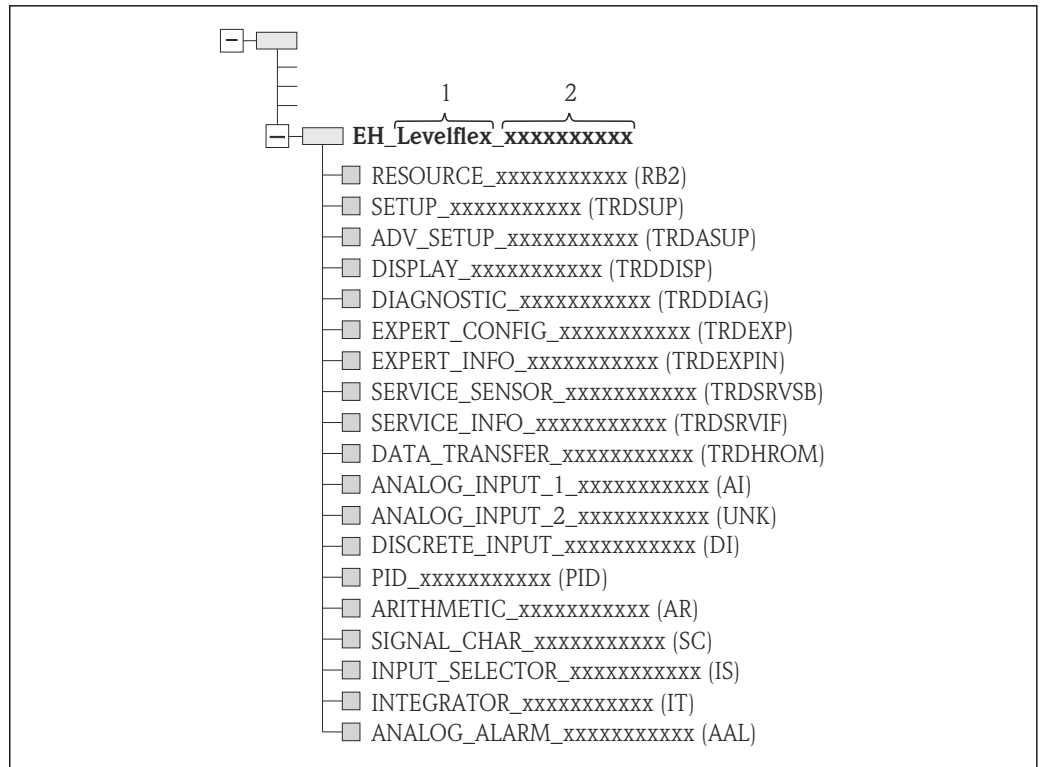 1 2
EH_Levelflex_xxxxxxxxxx
RESOURCE_xxxxxxxxxxx (RB2)
SETUP_xxxxxxxxxxx (TRDSUP)
ADV_SETUP_xxxxxxxxxxx (TRDASUP)
DISPLAY_xxxxxxxxxxx (TRDDISP)
DIAGNOSTIC_xxxxxxxxxxx (TRDDIAG)
EXPERT_CONFIG_xxxxxxxxxxx (TRDEXP)
EXPERT_INFO_xxxxxxxxxxx (TRDEXPIN)
SERVICE_SENSOR_xxxxxxxxxxx (TRDSRVSB)
SERVICE_INFO_xxxxxxxxxxx (TRDSRVIF)
DATA_TRANSFER_xxxxxxxxxxx (TRDHROM)
ANALOG_INPUT_1_xxxxxxxxxxx (AI)
ANALOG_INPUT_2_xxxxxxxxxxx (UNK)
DISCRETE_INPUT_xxxxxxxxxxx (DI)
PID_xxxxxxxxxxx (PID)
ARITHMETIC_xxxxxxxxxxx (AR)
SIGNAL_CHAR_xxxxxxxxxxx (SC)
INPUT_SELECTOR_xxxxxxxxxxx (IS)
INTEGRATOR_xxxxxxxxxxx (IT)
ANALOG_ALARM_xxxxxxxxxxx (AAL)